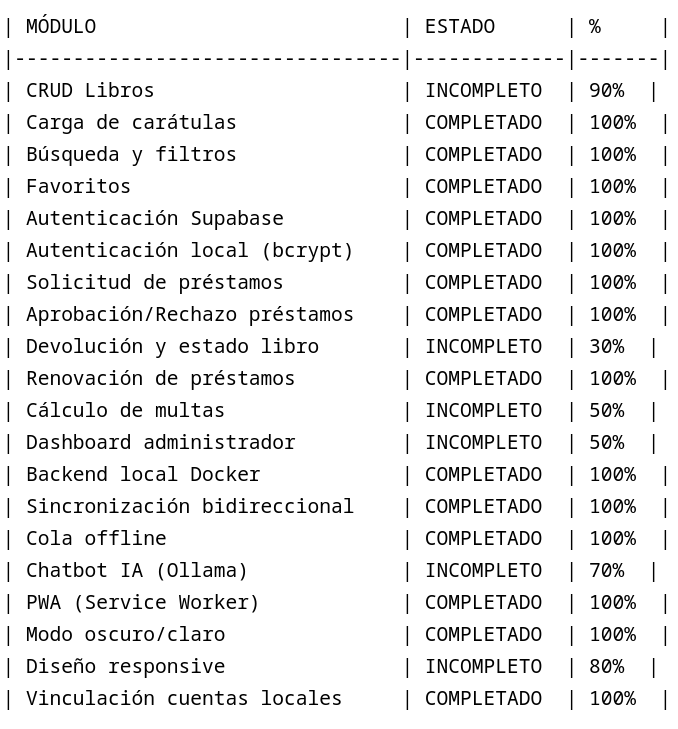 | MÓDULO                          | ESTADO      | %     |
|---------------------------------|-------------|-------|
| CRUD Libros                     | INCOMPLETO  | 90%  |
| Carga de carátulas              | COMPLETADO  | 100%  |
| Búsqueda y filtros              | COMPLETADO  | 100%  |
| Favoritos                       | COMPLETADO  | 100%  |
| Autenticación Supabase          | COMPLETADO  | 100%  |
| Autenticación local (bcrypt)    | COMPLETADO  | 100%  |
| Solicitud de préstamos          | COMPLETADO  | 100%  |
| Aprobación/Rechazo préstamos    | COMPLETADO  | 100%  |
| Devolución y estado libro       | INCOMPLETO  | 30%  |
| Renovación de préstamos         | COMPLETADO  | 100%  |
| Cálculo de multas               | INCOMPLETO  | 50%  |
| Dashboard administrador         | INCOMPLETO  | 50%  |
| Backend local Docker            | COMPLETADO  | 100%  |
| Sincronización bidireccional    | COMPLETADO  | 100%  |
| Cola offline                    | COMPLETADO  | 100%  |
| Chatbot IA (Ollama)             | INCOMPLETO  | 70%  |
| PWA (Service Worker)            | COMPLETADO  | 100%  |
| Modo oscuro/claro               | COMPLETADO  | 100%  |
| Diseño responsive               | INCOMPLETO  | 80%  |
| Vinculación cuentas locales     | COMPLETADO  | 100%  |